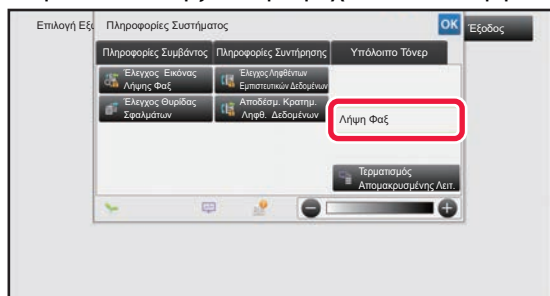 Επιλογή Εξ
Πληροφορίες Συστήματος
OK
Έξοδος
Πληροφορίες Συμβάντος
Πληροφορίες Συντήρησης
Υπόλοιπο Τόνερ
Έλεγχος Εικόνας
Λήψης Φαξ
Έλεγχος Ληφθέντων
Εμπιστευτικών Δεδομένων
Έλεγχος Θυρίδας
Σφαλμάτων
Αποδέσμ. Κρατημ.
Ληφθ. Δεδομένων
Λήψη Φαξ
Τερματισμός
Απομακρυσμένης Λειτ.